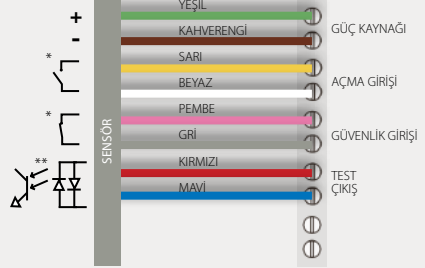 YEŞİL
+
GÜÇ KAYNAĞI
-
KAHVERENGİ
*
SARI
AÇMA GİRİŞİ
BEYAZ
*
PEMBE
GÜVENLİK GİRİŞİ
GRİ
SENSÖR
**
KIRMIZI
TEST
ÇIKIŞ
MAVİ